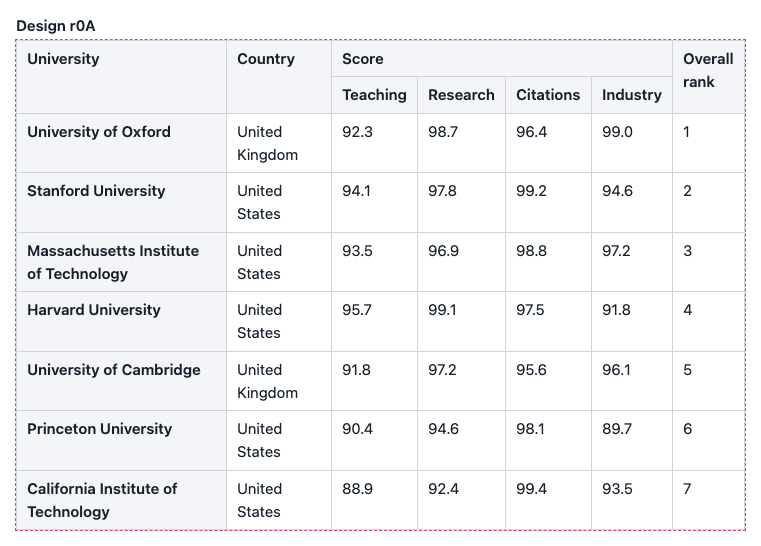 Design r0A
University Country Score Overall rank
Teaching Research Citations Industry
University of Oxford United Kingdom 92.3 98.7 96.4 99.0 1
Stanford University United States 94.1 97.8 99.2 94.6 2
Massachusetts Institute of Technology United States 93.5 96.9 98.8 97.2 3
Harvard University United States 95.7 99.1 97.5 91.8 4
University of Cambridge United Kingdom 91.8 97.2 95.6 96.1 5
Princeton University United States 90.4 94.6 98.1 89.7 6
California Institute of Technology United States 88.9 92.4 99.4 93.5 7